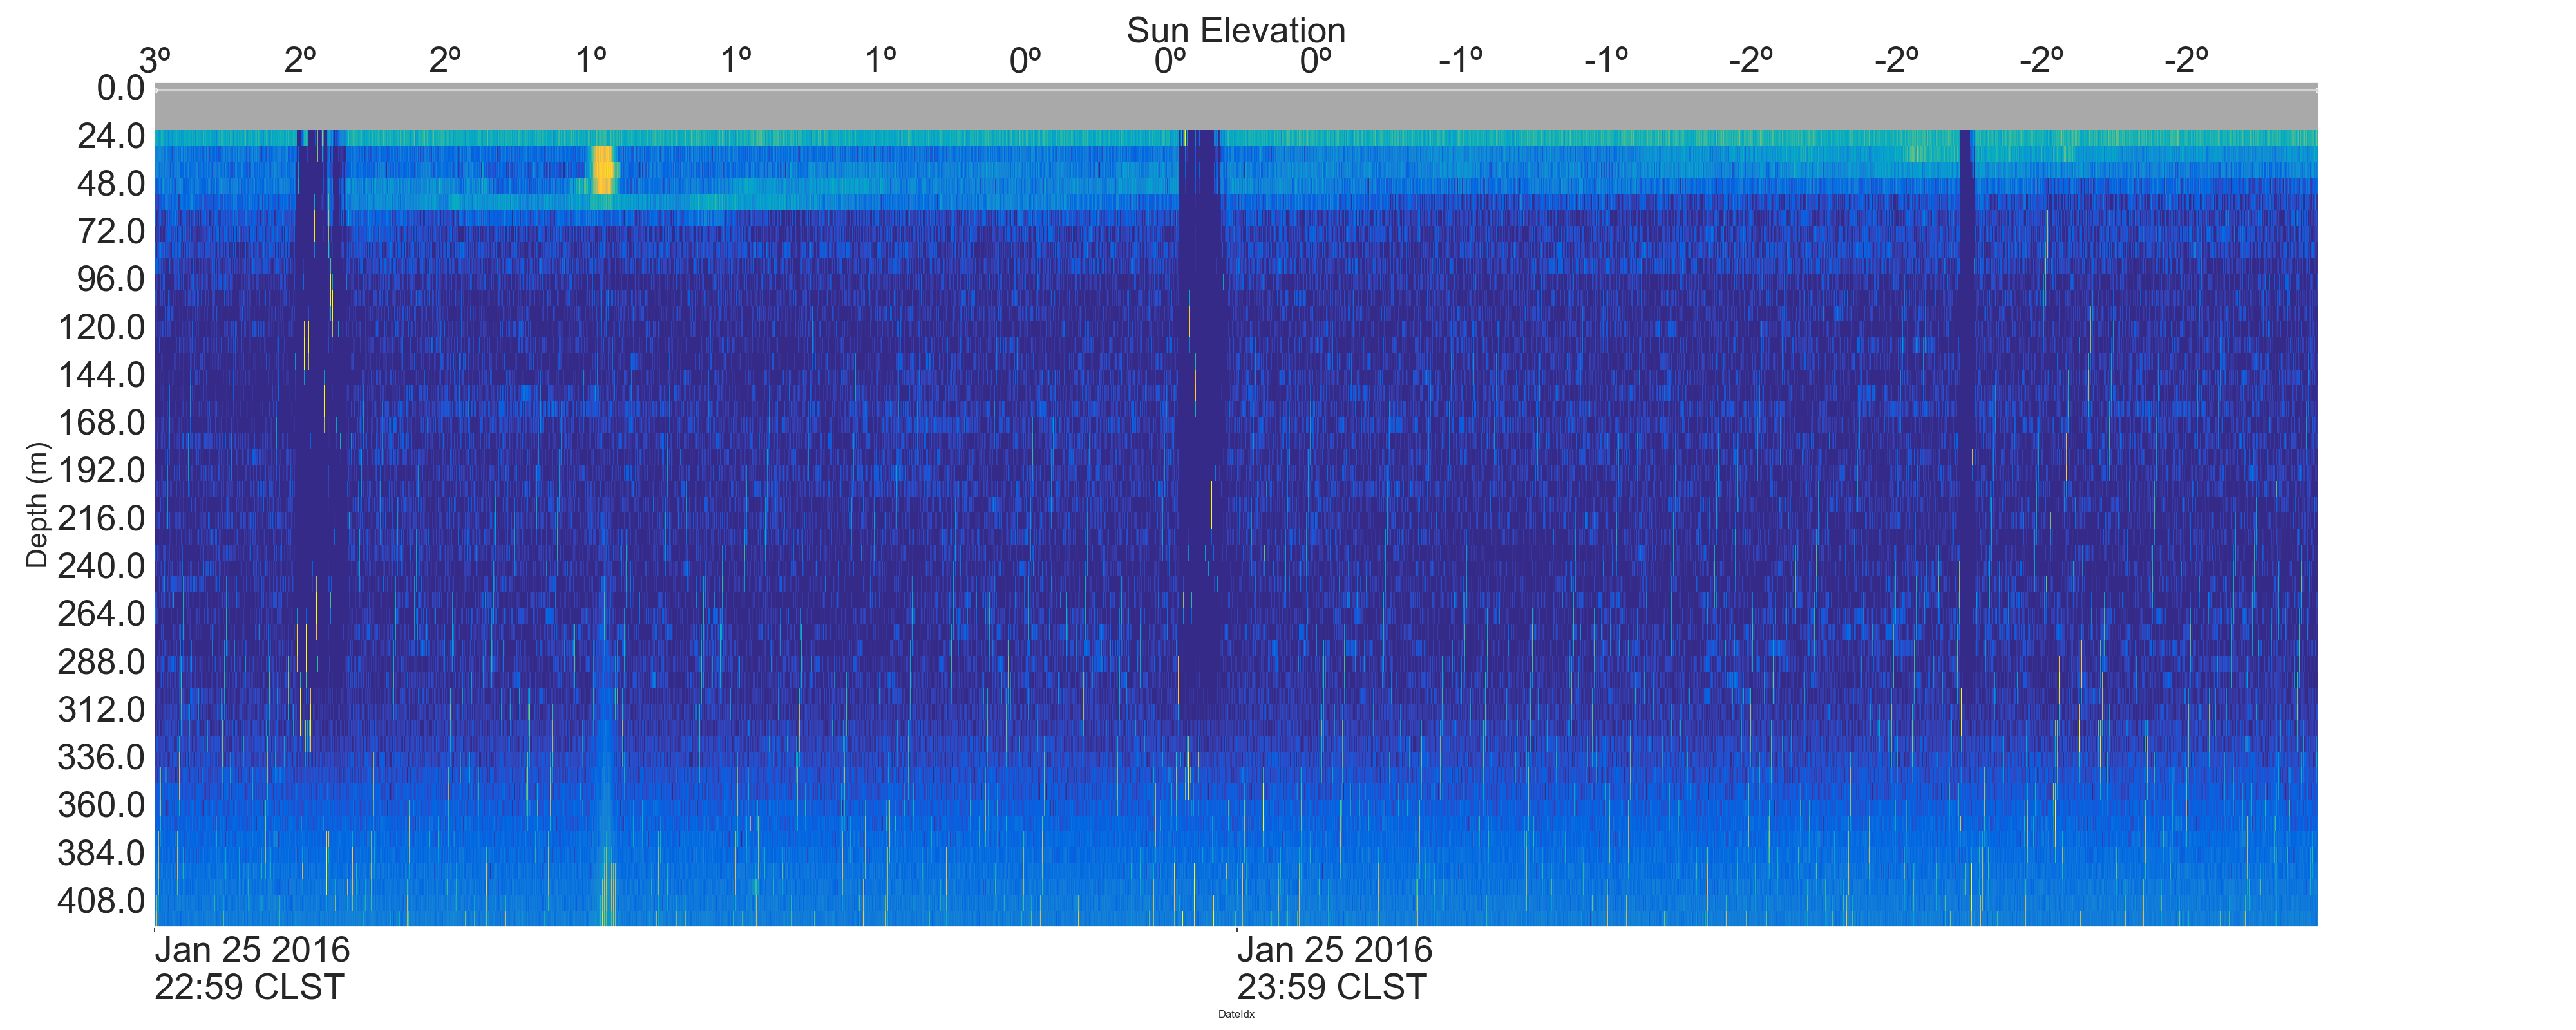 Sun Elevation
3º 2º 2º 1º 1º 1º 0º 0º 0º -1º -1º -2º -2º -2º -2º
0.0
24.0
48.0
72.0
96.0
120.0
144.0
168.0
192.0
216.0
240.0
264.0
288.0
312.0
336.0
360.0
384.0
408.0
Depth (m)
Jan 25 2016
22:59 CLST
Jan 25 2016
23:59 CLST
DateIdx